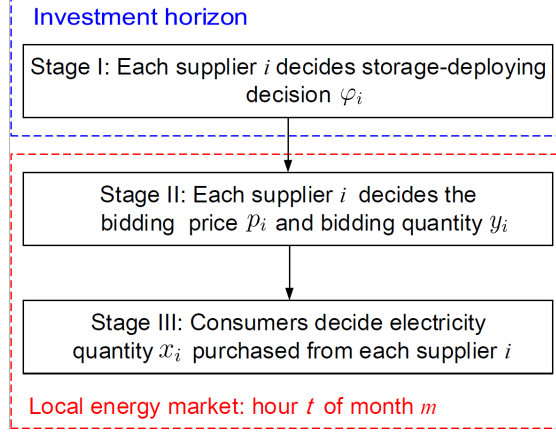 Investment horizon
Stage I: Each supplier i decides storage-deploying
decision φᵢ
Stage II: Each supplier i decides the
bidding price pᵢ and bidding quantity yᵢ
Stage III: Consumers decide electricity
quantity xᵢ purchased from each supplier i
Local energy market: hour t of month m